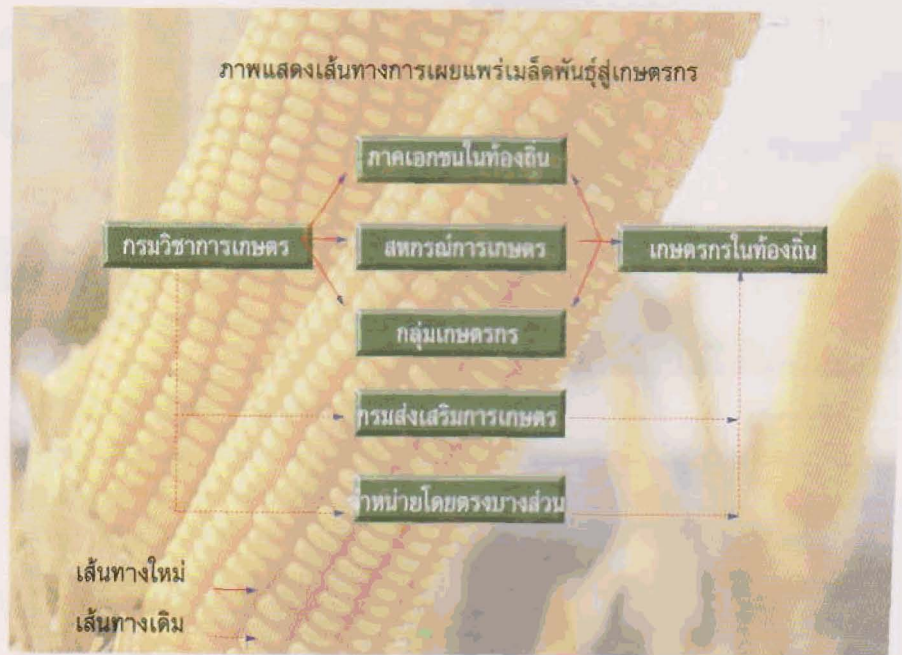 ภาพแสดงเส้นทางการเผยแพร่เมล็ดพันธุ์สู่เกษตรกร
ภาคเอกชนในท้องถิ่น
กรมวิชาการเกษตร
สหกรณ์การเกษตร
เกษตรกรในท้องถิ่น
กลุ่มเกษตรกร
กรมส่งเสริมการเกษตร
จำหน่ายโดยตรงบางส่วน
เส้นทางใหม่
เส้นทางเดิม